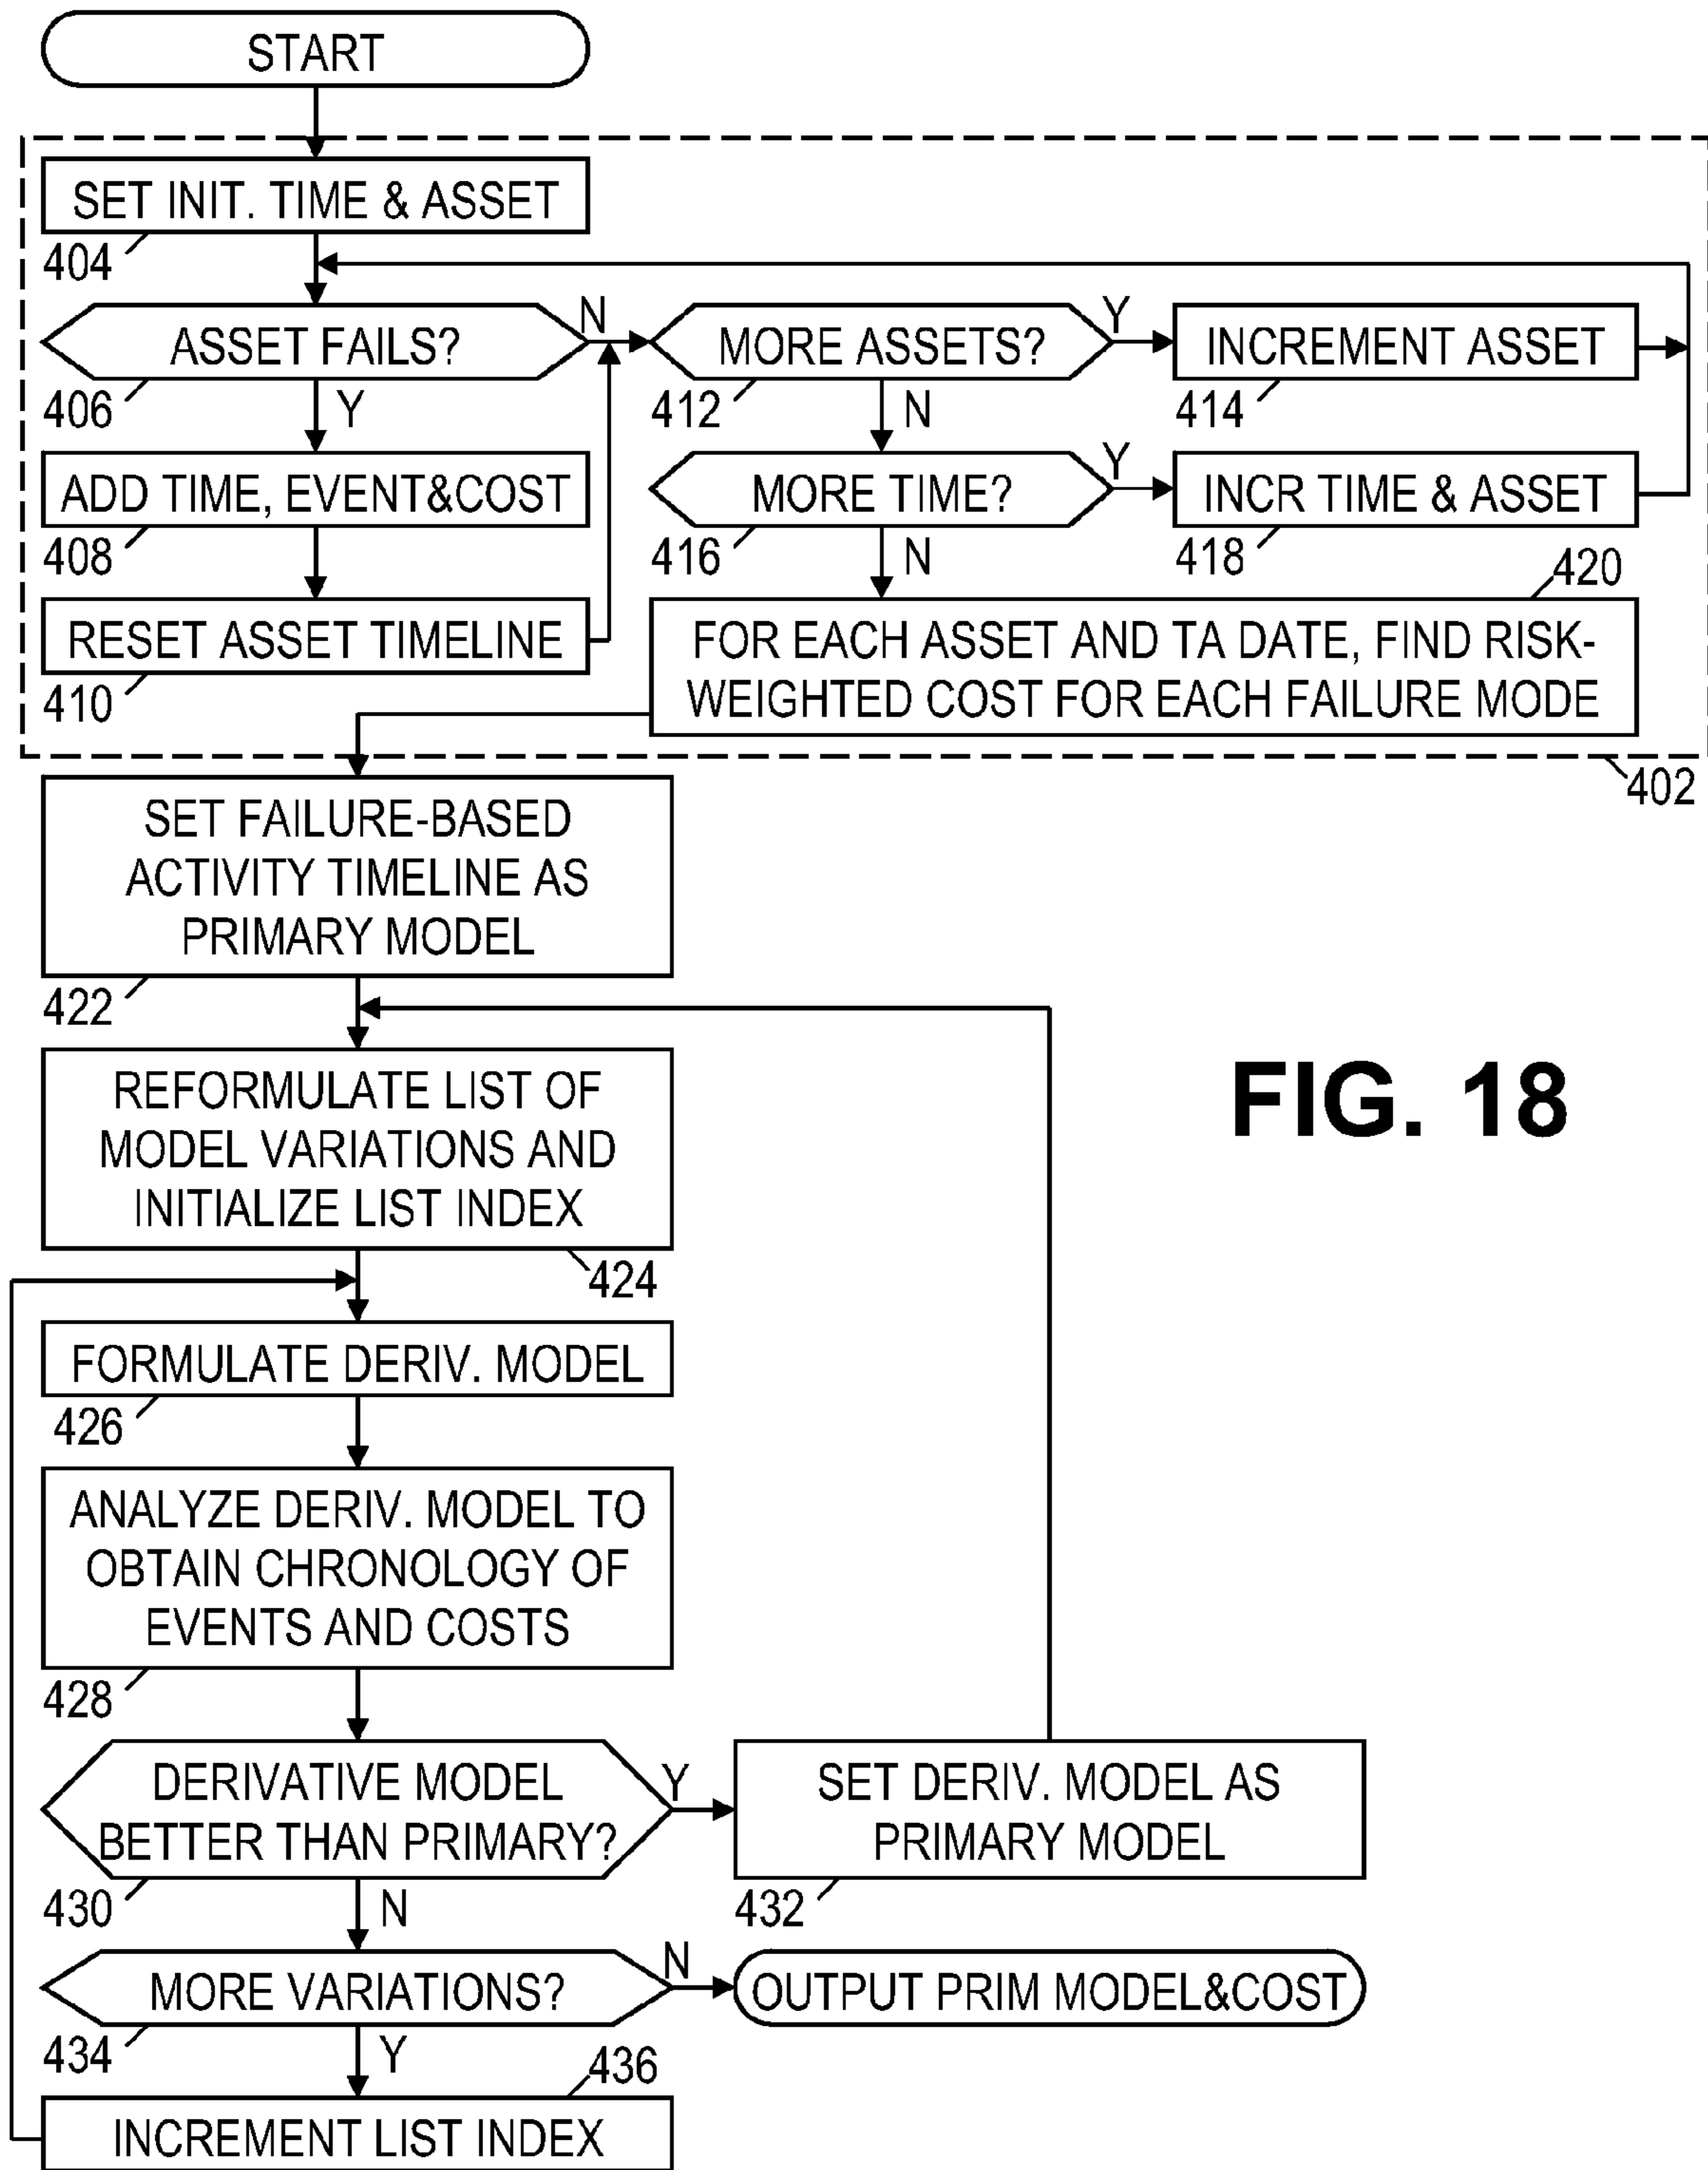 START
SET INIT. TIME & ASSET
404
ASSET FAILS?
N
406
Y
MORE ASSETS?
Y
412
N
INCREMENT ASSET
414
ADD TIME, EVENT&COST
408
MORE TIME?
Y
416
N
INCR TIME & ASSET
418
RESET ASSET TIMELINE
410
420
FOR EACH ASSET AND TA DATE, FIND RISK-
WEIGHTED COST FOR EACH FAILURE MODE
402
SET FAILURE-BASED
ACTIVITY TIMELINE AS
PRIMARY MODEL
422
REFORMULATE LIST OF
MODEL VARIATIONS AND
INITIALIZE LIST INDEX
424
FIG. 18
FORMULATE DERIV. MODEL
426
ANALYZE DERIV. MODEL TO
OBTAIN CHRONOLOGY OF
EVENTS AND COSTS
428
DERIVATIVE MODEL
BETTER THAN PRIMARY?
Y
430
N
SET DERIV. MODEL AS
PRIMARY MODEL
432
MORE VARIATIONS?
N
434
Y
OUTPUT PRIM MODEL&COST
436
INCREMENT LIST INDEX